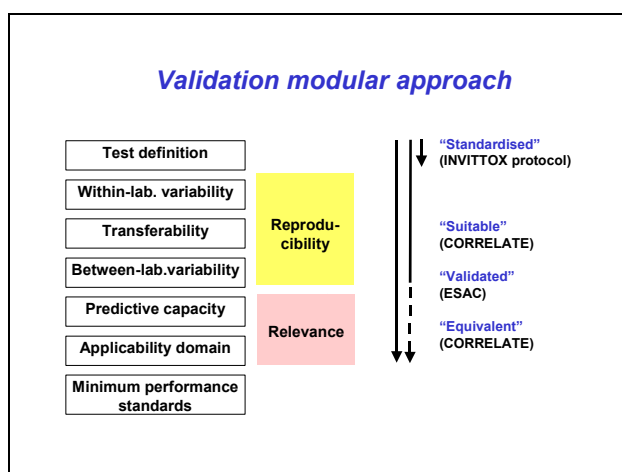 Validation modular approach
Test definition
Within-lab. variability
Transferability
Between-lab.variability
Predictive capacity
Applicability domain
Minimum performance
standards
Reprodu-
cibility
Relevance
“Standardised”
(INVITTOX protocol)
“Suitable”
(CORRELATE)
“Validated”
(ESAC)
“Equivalent”
(CORRELATE)